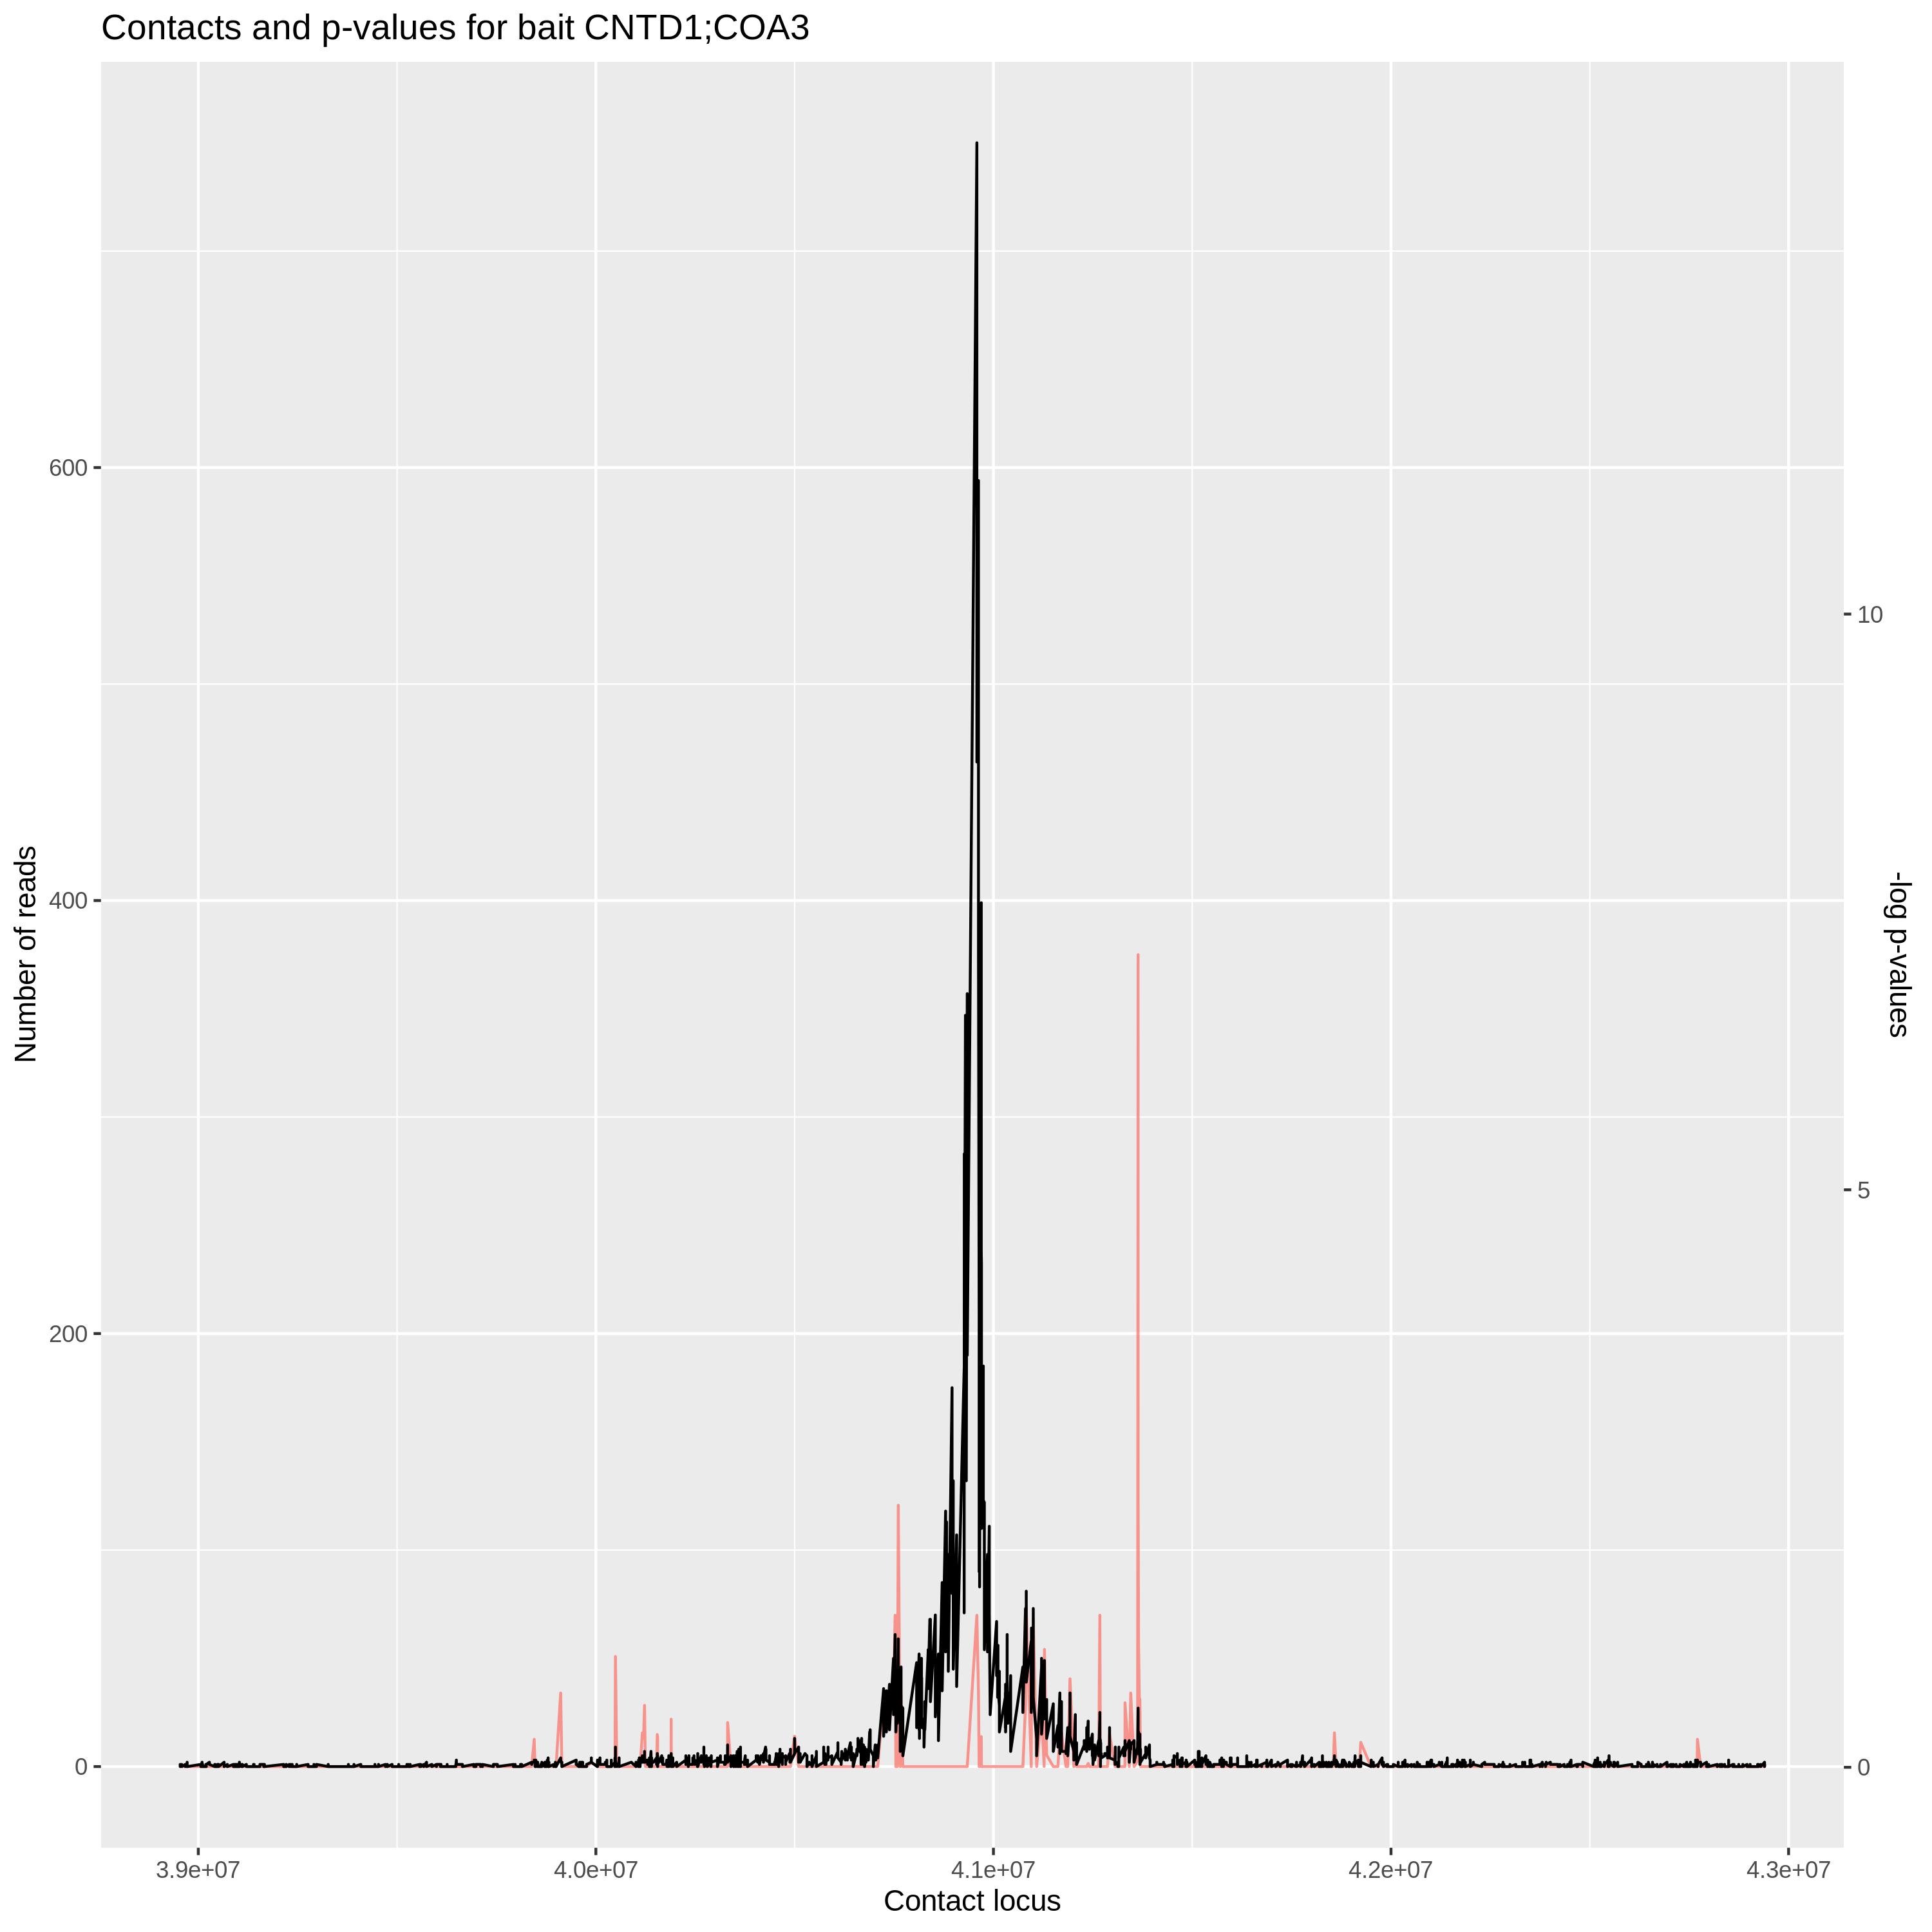 Contacts and p-values for bait CNTD1;COA3
Number of reads
600
400
200
0
10
5
0
-log p-values
3.9e+07
4.0e+07
4.1e+07
4.2e+07
4.3e+07
Contact locus